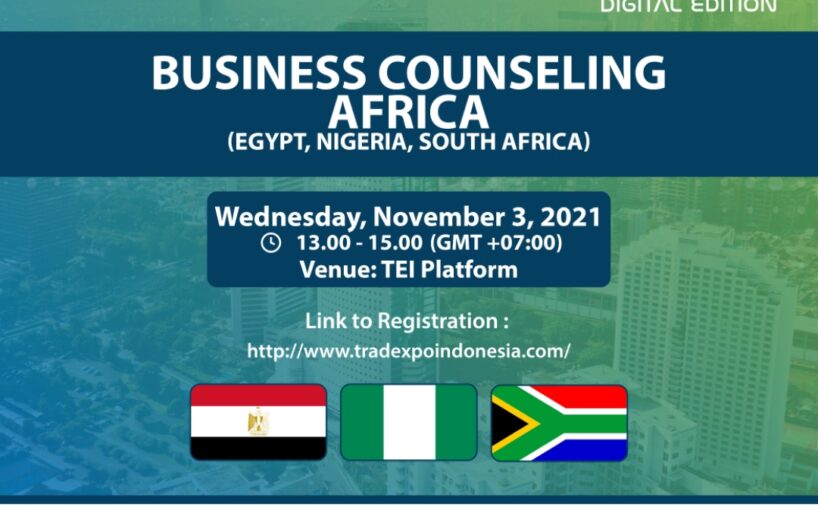 DIGITAL EDITION
BUSINESS COUNSELING
AFRICA
(EGYPT, NIGERIA, SOUTH AFRICA)
Wednesday, November 3, 2021
13.00 - 15.00 (GMT +07:00)
Venue: TEI Platform
Link to Registration :
http://www.tradexpoindonesia.com/